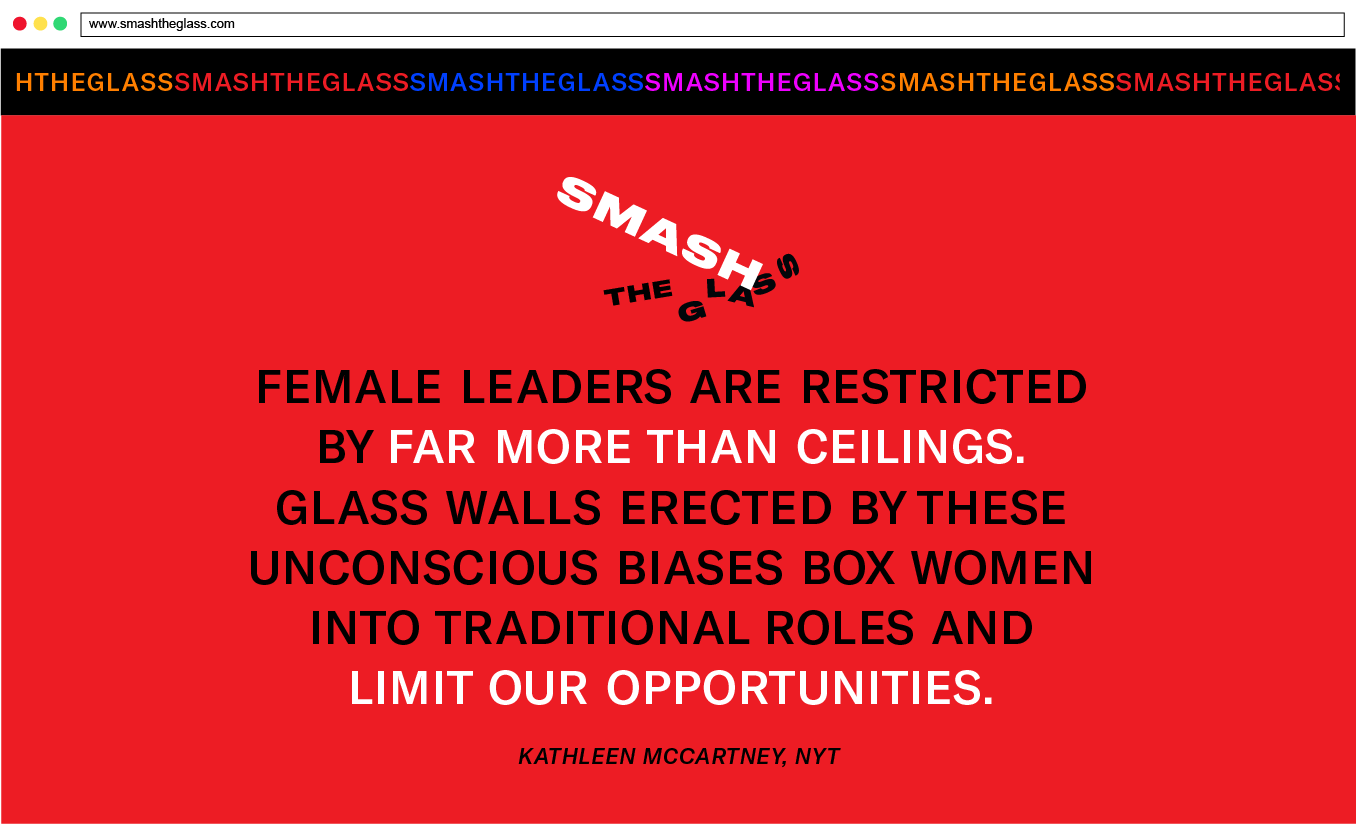 www.smashtheglass.com
HTHEGLASSSMASHTHEGLASSSMASHTHEGLASSSMASHTHEGLASSSMASHTHEGLASSSMASHTHEGLASS
SMASH
THE GLASS
FEMALE LEADERS ARE RESTRICTED
BY FAR MORE THAN CEILINGS.
GLASS WALLS ERECTED BY THESE
UNCONSCIOUS BIASES BOX WOMEN
INTO TRADITIONAL ROLES AND
LIMIT OUR OPPORTUNITIES.
KATHLEEN MCCARTNEY, NYT